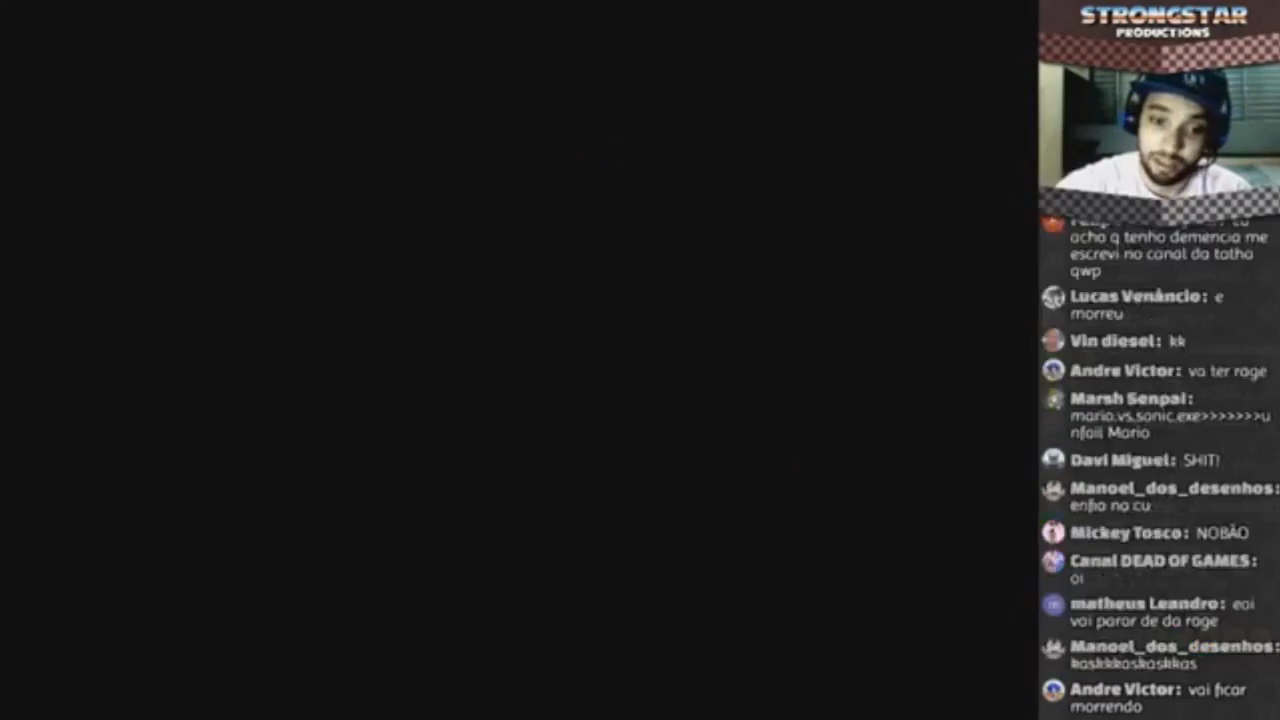 STRONGSTAR
PRODUCTIONS
acho q tenho demencia me
escrevi no canal da tatha
qwp
Lucas Venâncio: e
morreu
Vin diesel: kk
Andre Victor: va ter rage
Marsh Senpai:
mario.vs.sonic.exe>>>>>>>u
nfail Mario
Davi Miguel: SHIT!
Manoel_dos_desenhos:
enfia no cu
Mickey Tosco: NOBÃO
Canal DEAD OF GAMES:
oi
matheus Leandro: eai
vai parar de da rage
Manoel_dos_desenhos:
kaskkkaskaskkas
Andre Victor: vai ficar
morrendo